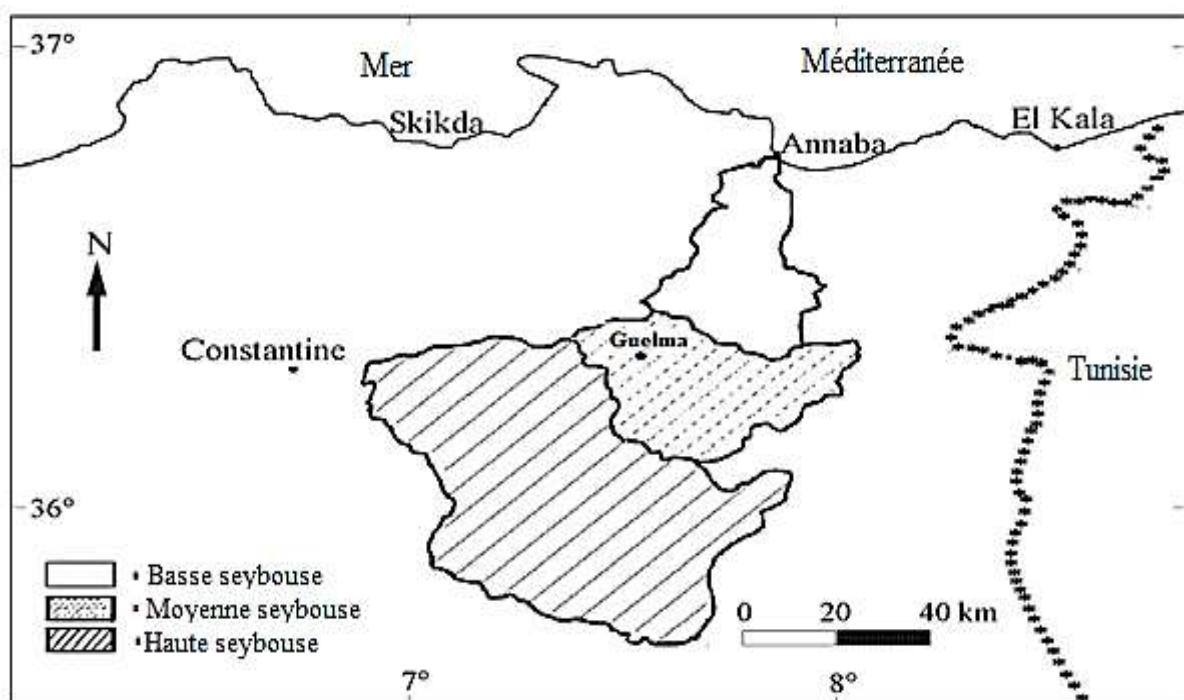 37°
Mer Méditerranée
Skikda
El Kala
Annaba
N
Guelma
Constantine
Tunisie
36°
Basse seybouse
Moyenne seybouse
Haute seybouse
0 20 40 km
7° 8°